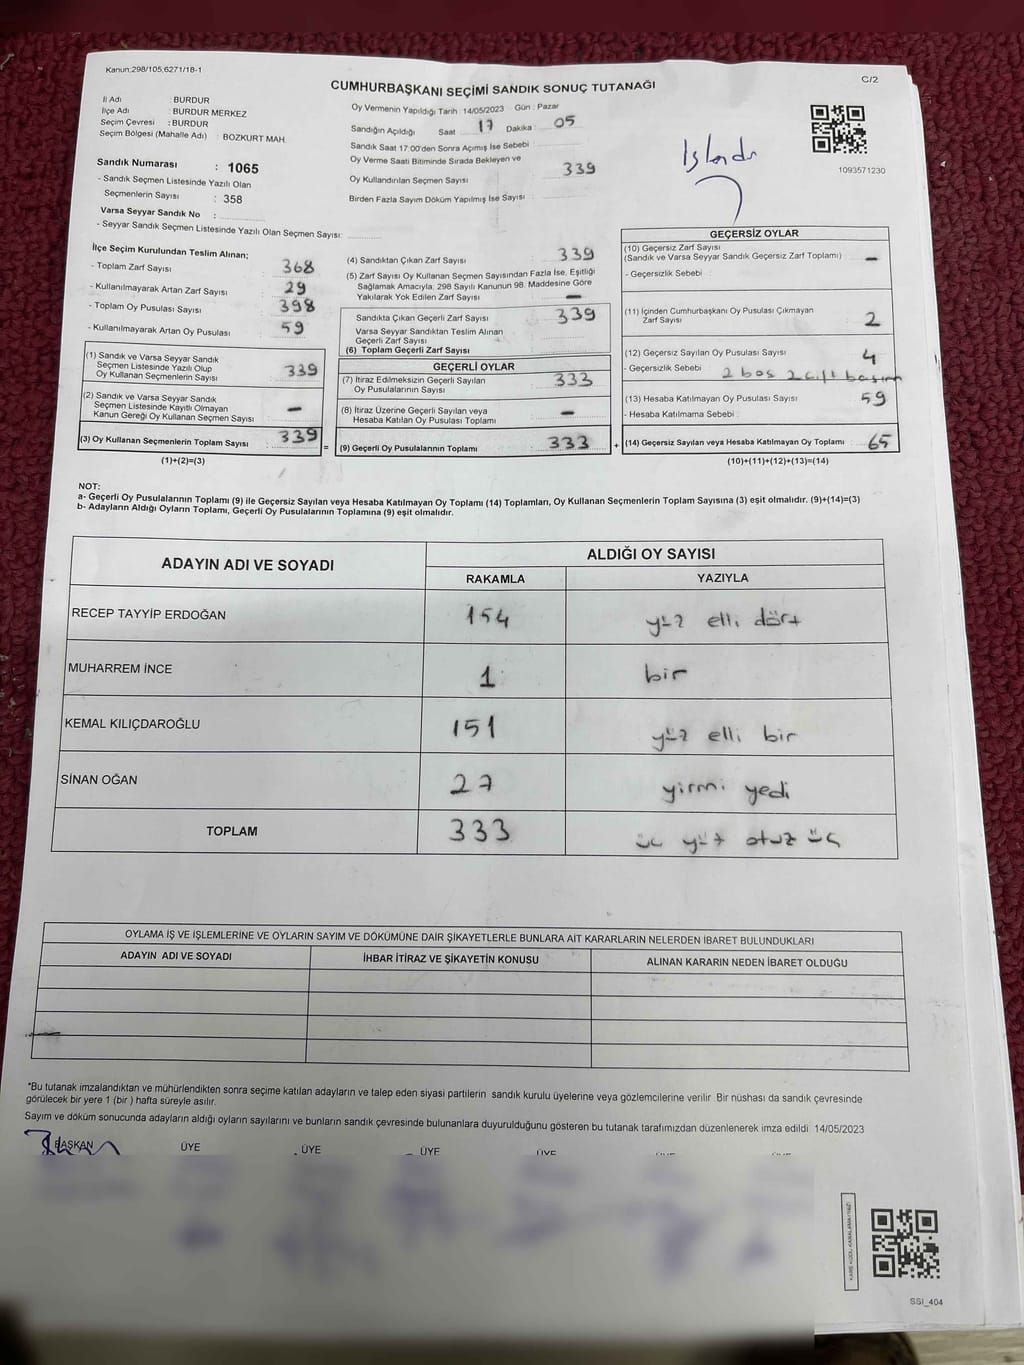 Kanun;298/105,6271/18-1
C/2
CUMHURBAŞKANI SEÇİMİ SANDIK SONUÇ TUTANAĞI
İl Adı : BURDUR
İlçe Adı : BURDUR MERKEZ
Seçim Çevresi : BURDUR
Seçim Bölgesi (Mahalle Adı) : BOZKURT MAH.
Oy Vermenin Yapıldığı Tarih : 14/05/2023 Gün : Pazar
Sandığın Açıldığı Saat : 17 Dakika : 05
Sandık Saat 17:00'den Sonra Açımış İse Sebebi :
Oy Verme Saati Bitiminde Sırada Bekleyen ve
Oy Kullandırılan Seçmen Sayısı : 339
Birden Fazla Sayım Döküm Yapılmış İse Sayısı :
İşlendi
1093571230
Sandık Numarası : 1065
- Sandık Seçmen Listesinde Yazılı Olan
Seçmenlerin Sayısı : 358
Varsa Seyyar Sandık No :
- Seyyar Sandık Seçmen Listesinde Yazılı Olan Seçmen Sayısı:
İlçe Seçim Kurulundan Teslim Alınan;
- Toplam Zarf Sayısı : 368
- Kullanılmayarak Artan Zarf Sayısı : 29
- Toplam Oy Pusulası Sayısı : 398
- Kullanılmayarak Artan Oy Pusulası : 59
(1) Sandık ve Varsa Seyyar Sandık
Seçmen Listesinde Yazılı Olup
Oy Kullanan Seçmenlerin Sayısı : 339
(2) Sandık ve Varsa Seyyar Sandık
Seçmen Listesinde Kayıtlı Olmayan
Kanun Gereği Oy Kullanan Seçmen Sayısı : -
(3) Oy Kullanan Seçmenlerin Toplam Sayısı : 339
(1)+(2)=(3)
(4) Sandıktan Çıkan Zarf Sayısı : 339
(5) Zarf Sayısı Oy Kullanan Seçmen Sayısından Fazla İse, Eşitliği
Sağlamak Amacıyla, 298 Sayılı Kanunun 98. Maddesine Göre
Yakılarak Yok Edilen Zarf Sayısı : -
Sandıkta Çıkan Geçerli Zarf Sayısı : 339
Varsa Seyyar Sandıktan Teslim Alınan
Geçerli Zarf Sayısı :
(6) Toplam Geçerli Zarf Sayısı :
GEÇERLİ OYLAR
(7) İtiraz Edilmeksizin Geçerli Sayılan
Oy Pusulalarının Sayısı : 333
(8) İtiraz Üzerine Geçerli Sayılan veya
Hesaba Katılan Oy Pusulası Toplamı : -
= (9) Geçerli Oy Pusulalarının Toplamı : 333
GEÇERSİZ OYLAR
(10) Geçersiz Zarf Sayısı
(Sandık ve Varsa Seyyar Sandık Geçersiz Zarf Toplamı) : -
- Geçersizlik Sebebi :
(11) İçinden Cumhurbaşkanı Oy Pusulası Çıkmayan
Zarf Sayısı : 2
(12) Geçersiz Sayılan Oy Pusulası Sayısı : 4
- Geçersizlik Sebebi : 2 boş 2 çift basım
(13) Hesaba Katılmayan Oy Pusulası Sayısı : 59
- Hesaba Katılmama Sebebi :
+ (14) Geçersiz Sayılan veya Hesaba Katılmayan Oy Toplamı : 65
(10)+(11)+(12)+(13)=(14)
NOT:
a- Geçerli Oy Pusulalarının Toplamı (9) ile Geçersiz Sayılan veya Hesaba Katılmayan Oy Toplamı (14) Toplamları, Oy Kullanan Seçmenlerin Toplam Sayısına (3) eşit olmalıdır. (9)+(14)=(3)
b- Adayların Aldığı Oyların Toplamı, Geçerli Oy Pusulalarının Toplamına (9) eşit olmalıdır.
ADAYIN ADI VE SOYADI
ALDIĞI OY SAYISI
RAKAMLA YAZIYLA
RECEP TAYYİP ERDOĞAN 154 yüz elli dört
MUHARREM İNCE 1 bir
KEMAL KILIÇDAROĞLU 151 yüz elli bir
SİNAN OĞAN 27 yirmi yedi
TOPLAM 333 üç yüz otuz üç
OYLAMA İŞ VE İŞLEMLERİNE VE OYLARIN SAYIM VE DÖKÜMÜNE DAİR ŞİKAYETLERLE BUNLARA AİT KARARLARIN NELERDEN İBARET BULUNDUKLARI
ADAYIN ADI VE SOYADI İHBAR İTİRAZ VE ŞİKAYETİN KONUSU ALINAN KARARIN NEDEN İBARET OLDUĞU
*Bu tutanak imzalandıktan ve mühürlendikten sonra seçime katılan adayların ve talep eden siyasi partilerin sandık kurulu üyelerine veya gözlemcilerine verilir. Bir nüshası da sandık çevresinde
görülecek bir yere 1 (bir ) hafta süreyle asılır.
Sayım ve döküm sonucunda adayların aldığı oyların sayılarını ve bunların sandık çevresinde bulunanlara duyurulduğunu gösteren bu tutanak tarafımızdan düzenlenerek imza edildi 14/05/2023
BAŞKAN ÜYE ÜYE ÜYE ÜYE
SSI_404